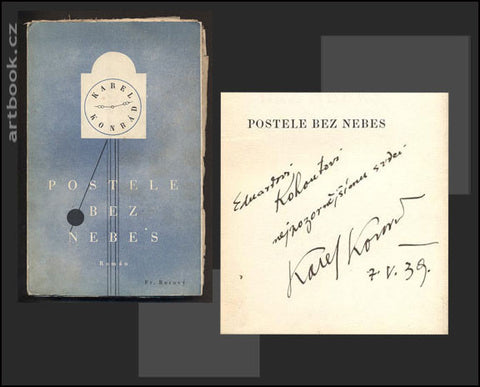 artbook.cz
KAREL
KONRÁD
POSTELE
BEZ
NEBES
Román
Fr. Borový
POSTELE BEZ NEBES
Eduardovi
Kohoutovi
nejpozornějšímu srdci
Karel Konrád
7. V. 39.